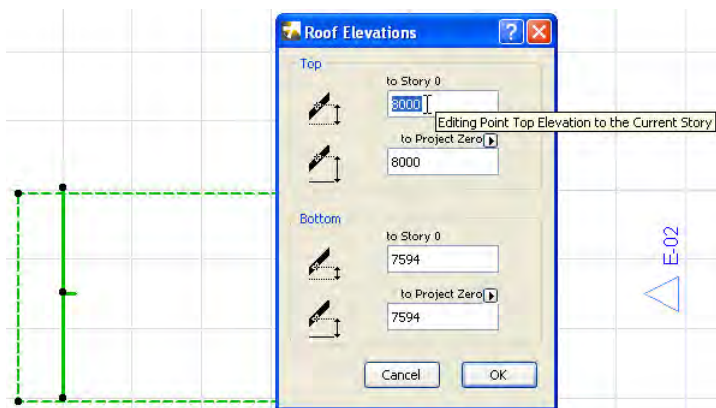 Roof Elevations
Top
to Story 0
8000
Editing Point Top Elevation to the Current Story
to Project Zero
8000
Bottom
to Story 0
7594
to Project Zero
7594
Cancel
OK
E-02